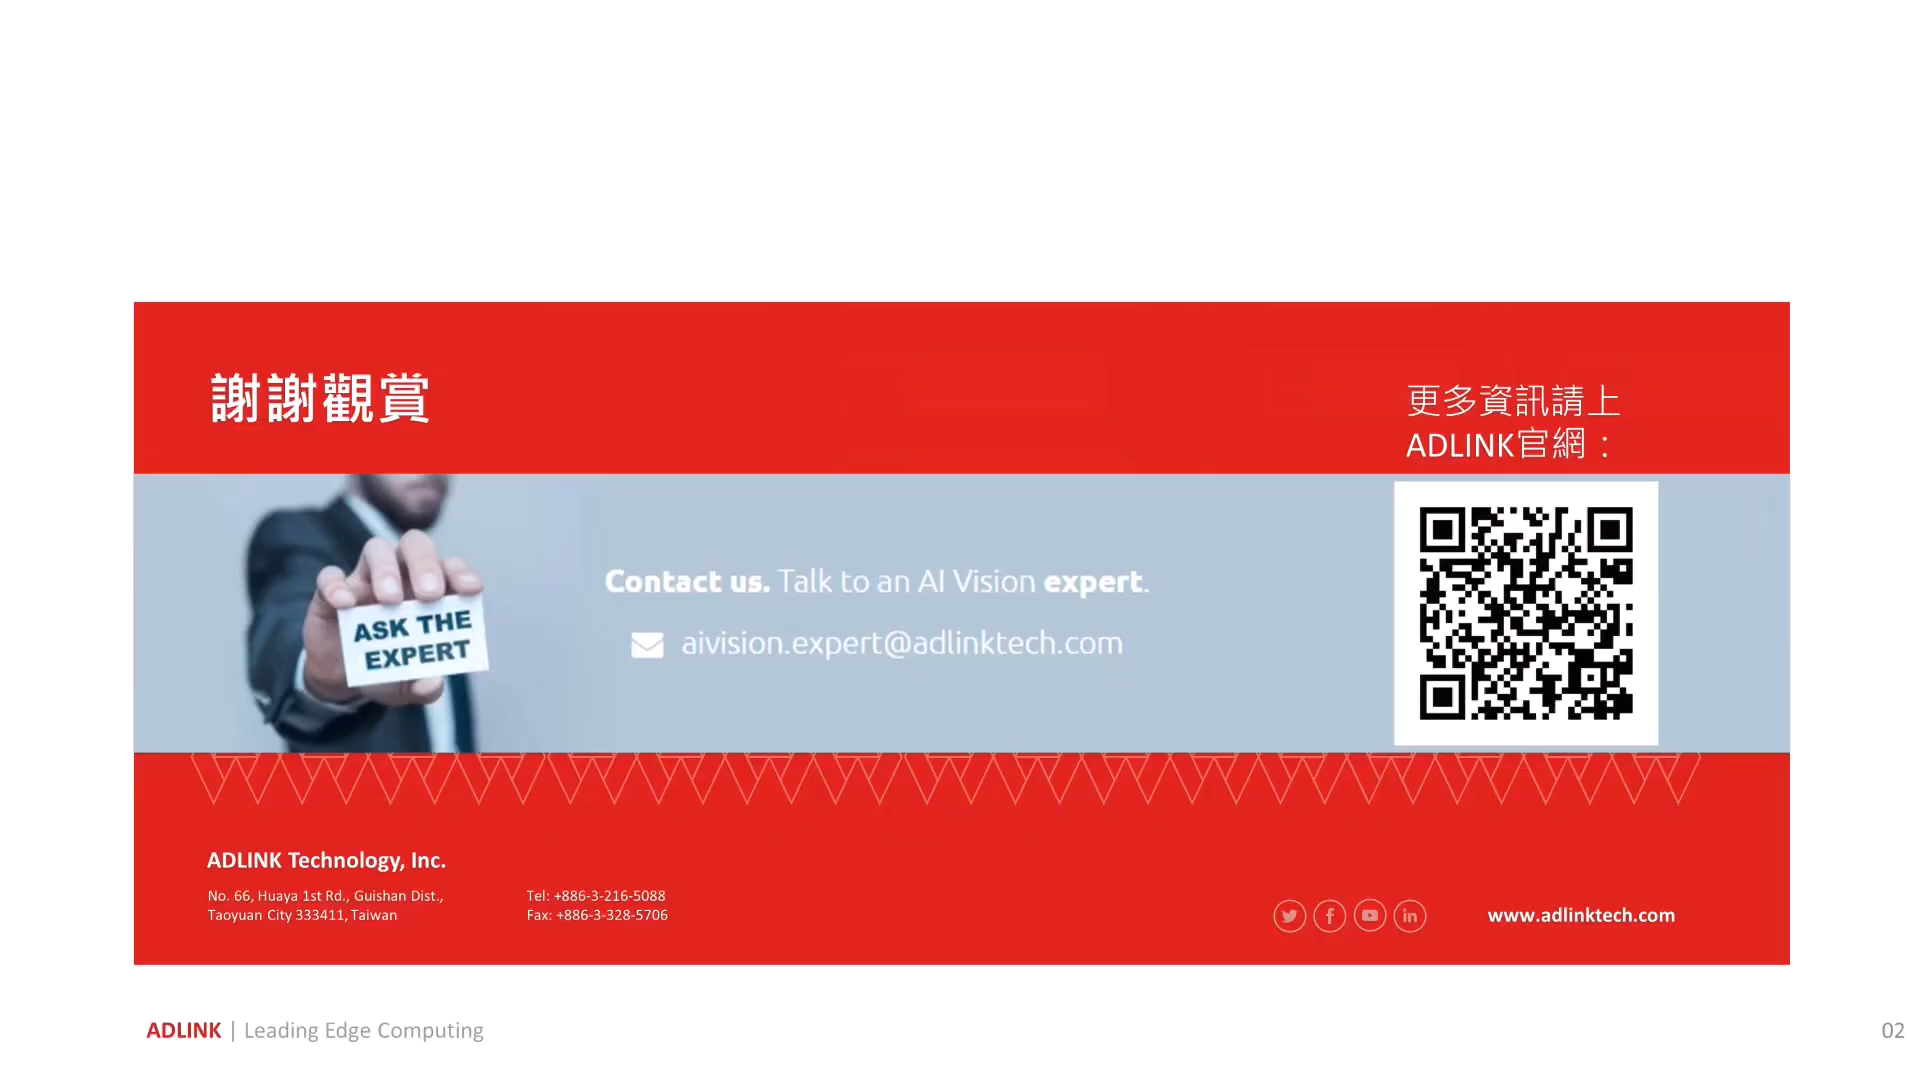 謝謝觀賞
更多資訊請上
ADLINK官網：
ASK THE
EXPERT
Contact us. Talk to an AI Vision expert.
aivision.expert@adlinktech.com
ADLINK Technology, Inc.
No. 66, Huaya 1st Rd., Guishan Dist.,
Taoyuan City 333411, Taiwan
Tel: +886-3-216-5088
Fax: +886-3-328-5706
www.adlinktech.com
ADLINK | Leading Edge Computing
02